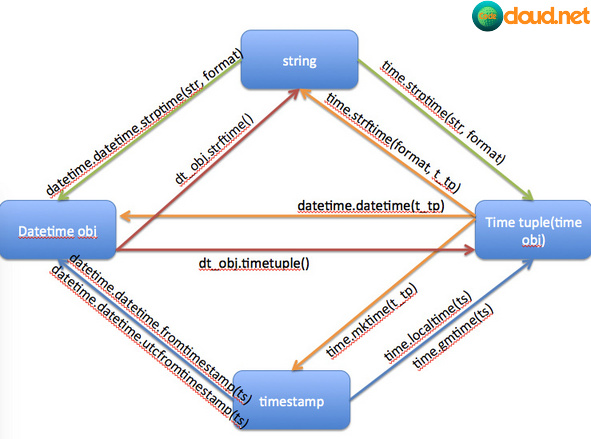 cloud.net
string
datetime.datetime.strptime(str, format)
time.strptime(str, format)
dt_obj.strftime()
time.strftime(format, t_tp)
datetime.datetime(t_tp)
Datetime obj
Time tuple(time
obj)
dt_obj.timetuple()
datetime.datetime.fromtimestamp(ts)
datetime.datetime.utcfromtimestamp(ts)
time.mktime(t_tp)
time.localtime(ts)
time.gmtime(ts)
timestamp